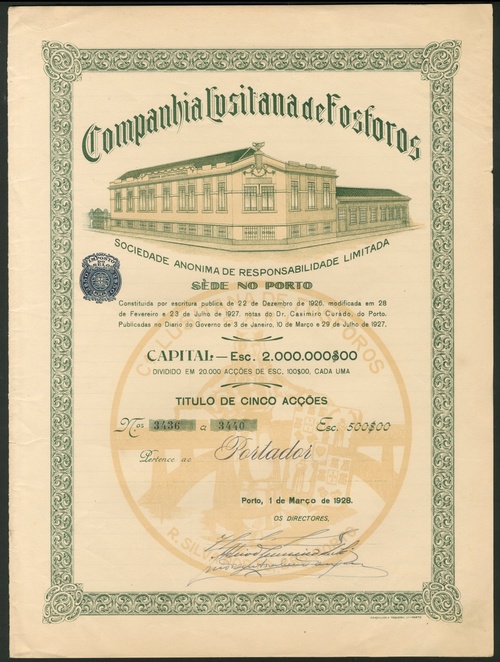 Companhia Lusitana de Fosforos
SOCIEDADE ANONIMA DE RESPONSABILIDADE LIMITADA
SÈDE NO PORTO
Constituida por escritura publica de 22 de Dezembro de 1926, modificada em 28
de Fevereiro e 23 de Julho de 1927, notas do Dr. Casimiro Curado, do Porto.
Publicadas no Diario do Governo de 3 de Janeiro, 10 de Março e 29 de Julho de 1927.
CAPITAL — Esc. 2.000.000$00
DIVIDIDO EM 20.000 ACÇÕES DE ESC, 100$00, CADA UMA
TITULO DE CINCO ACÇÕES
Nos 3436 a 3440 Esc. 500$00
Pertence ao Portador
Porto, 1 de Março de 1928.
OS DIRECTORES,